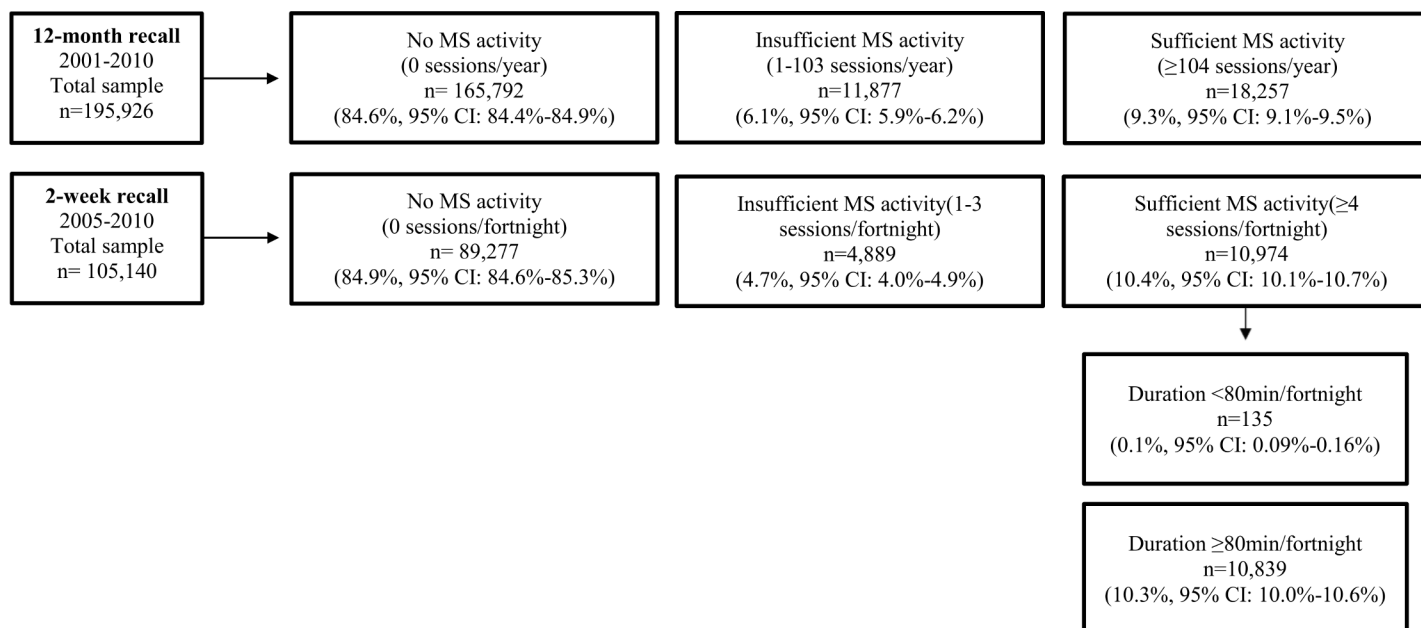 12-month recall
2001-2010
Total sample
n=195,926
No MS activity
(0 sessions/year)
n= 165,792
(84.6%, 95% CI: 84.4%-84.9%)
Insufficient MS activity
(1-103 sessions/year)
n=11,877
(6.1%, 95% CI: 5.9%-6.2%)
Sufficient MS activity
(≥104 sessions/year)
n=18,257
(9.3%, 95% CI: 9.1%-9.5%)
2-week recall
2005-2010
Total sample
n= 105,140
No MS activity
(0 sessions/fortnight)
n= 89,277
(84.9%, 95% CI: 84.6%-85.3%)
Insufficient MS activity(1-3
sessions/fortnight)
n=4,889
(4.7%, 95% CI: 4.0%-4.9%)
Sufficient MS activity(≥4
sessions/fortnight)
n=10,974
(10.4%, 95% CI: 10.1%-10.7%)
Duration <80min/fortnight
n=135
(0.1%, 95% CI: 0.09%-0.16%)
Duration ≥80min/fortnight
n=10,839
(10.3%, 95% CI: 10.0%-10.6%)